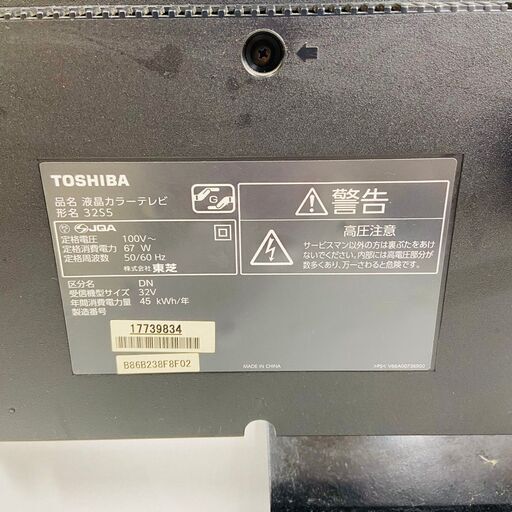 TOSHIBA
品名 液晶カラーテレビ
形名 32S5
G
JQA
定格電圧 100V~
定格消費電力 67 W
定格周波数 50/60 Hz
株式会社 東芝
区分名 DN
受信機型サイズ 32V
年間消費電力量 45 kWh/年
製造番号
17739834
B86B238F8F02
警告
高圧注意
サービスマン以外の方は裏ぶたをあけ
ないでください。内部には高電圧部分が
数多くあり、万一さわると危険です。
MADE IN CHINA